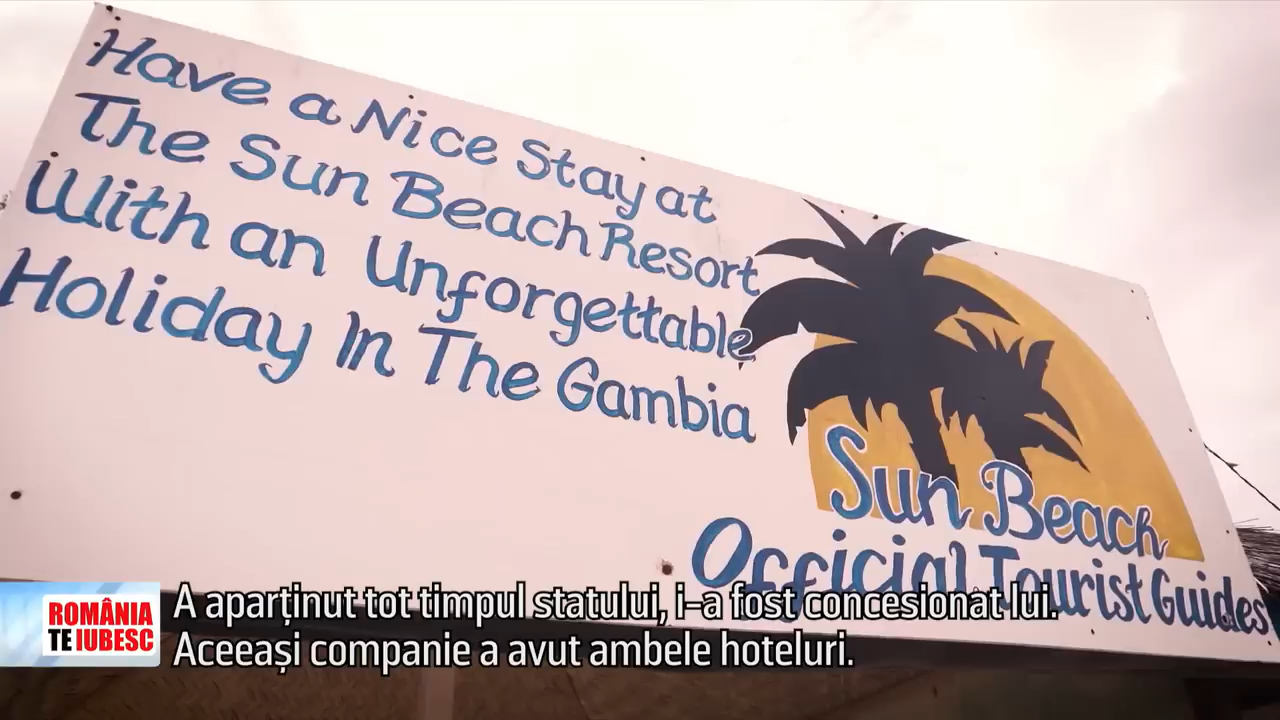 Have a Nice Stay at
The Sun Beach Resort
With an Unforgettable
Holiday In The Gambia
Sun Beach
Official Tourist Guides
ROMÂNIA
TE IUBESC
A aparținut tot timpul statului, i-a fost concesionat lui.
Aceeași companie a avut ambele hoteluri.